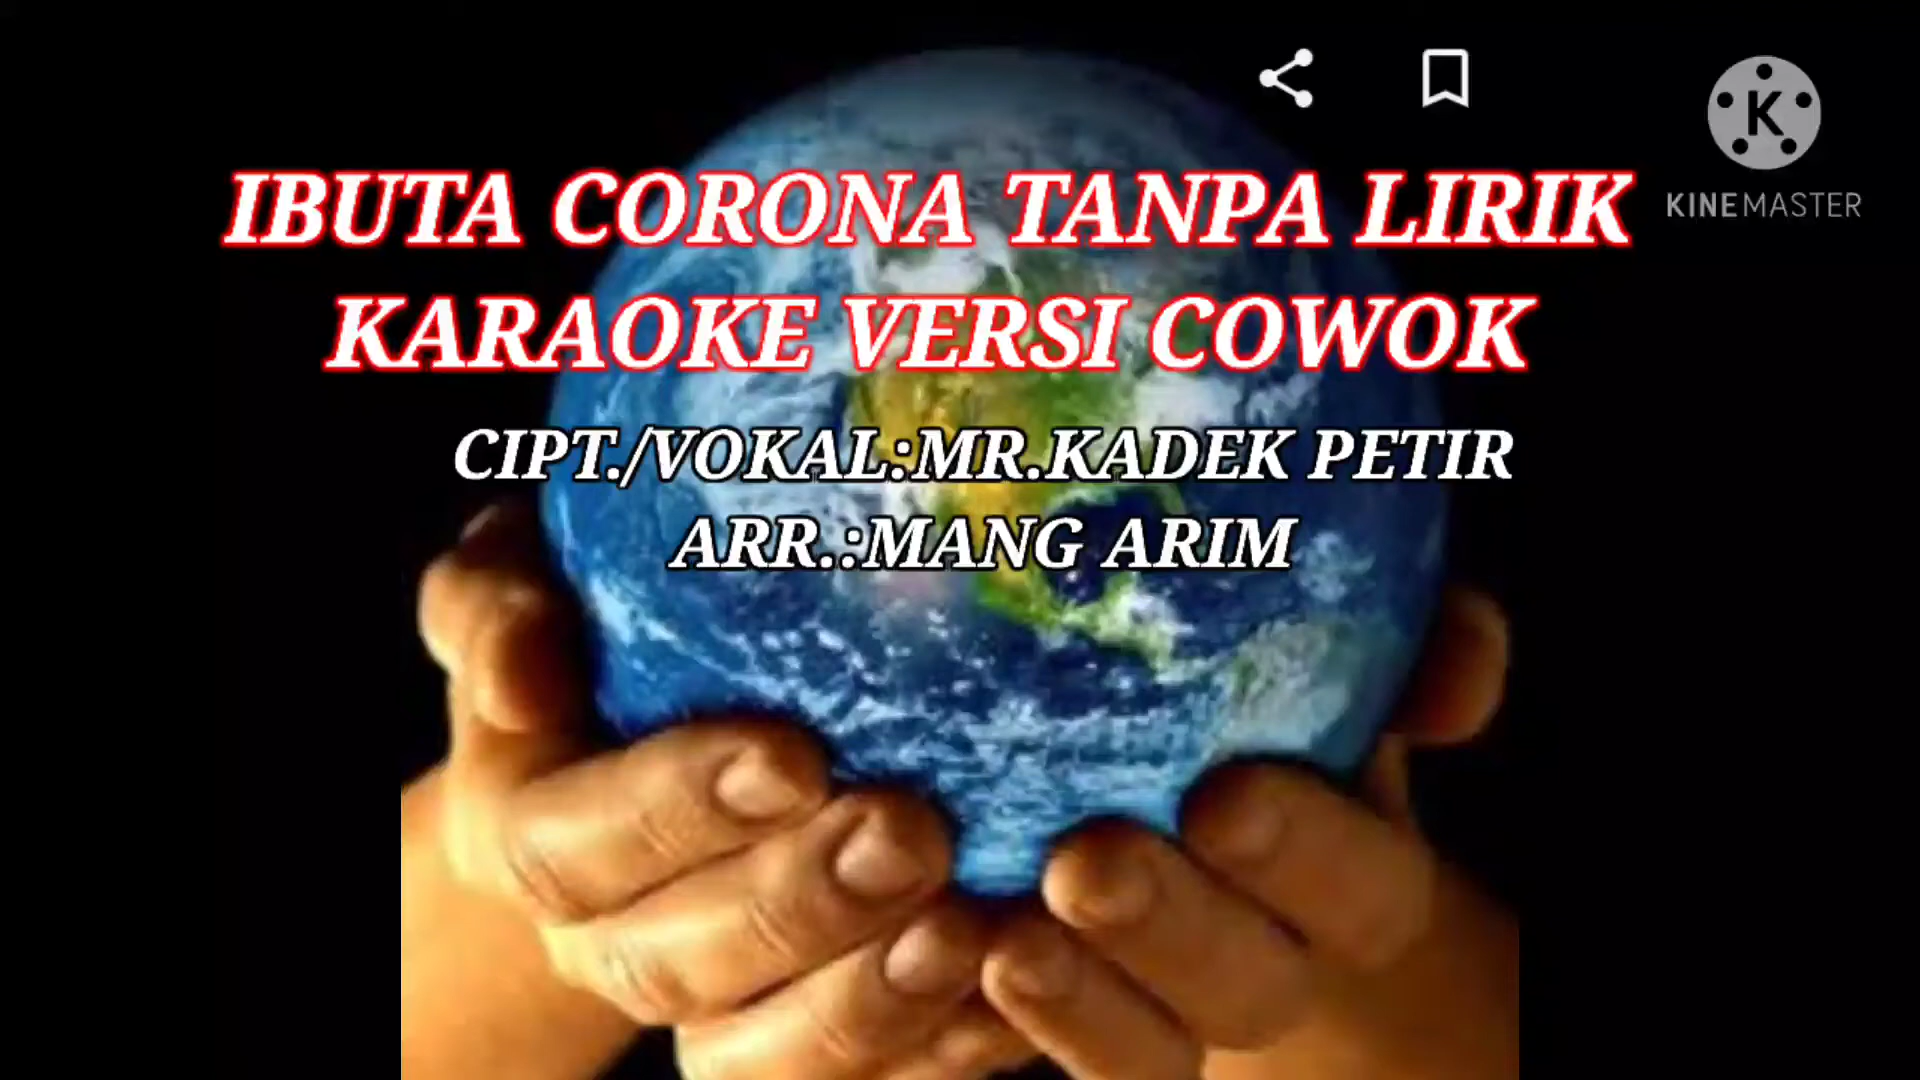 IBUTA CORONA TANPA LIRIK
KARAOKE VERSI COWOK
CIPT./VOKAL:MR.KADEK PETIR
ARR.:MANG ARIM
K
KINEMASTER